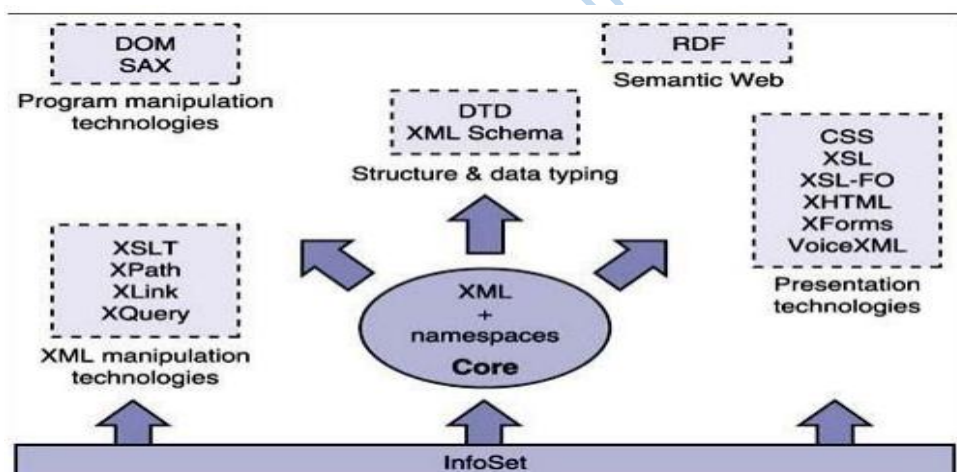 DOM
SAX
Program manipulation
technologies
RDF
Semantic Web
DTD
XML Schema
Structure & data typing
CSS
XSL
XSL-FO
XHTML
XForms
VoiceXML
Presentation
technologies
XSLT
XPath
XLink
XQuery
XML manipulation
technologies
XML
+
namespaces
Core
InfoSet